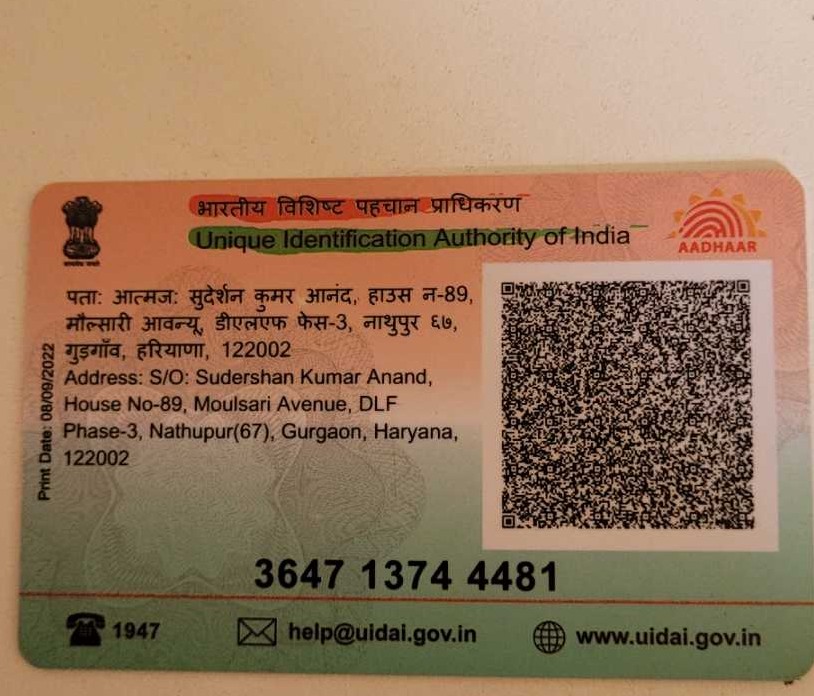 भारतीय विशिष्ट पहचान प्राधिकरण
Unique Identification Authority of India
AADHAAR
पता: आत्मज: सुदेर्शन कुमर आनंद, हाउस न-89,
मौल्सारी आवन्यू, डीएलएफ फेस-3, नाथुपुर ६७,
गुड़गाँव, हरियाणा, 122002
Address: S/O: Sudershan Kumar Anand,
House No-89, Moulsari Avenue, DLF
Phase-3, Nathupur(67), Gurgaon, Haryana,
122002
Print Date: 08/09/2022
3647 1374 4481
1947
help@uidai.gov.in
www.uidai.gov.in